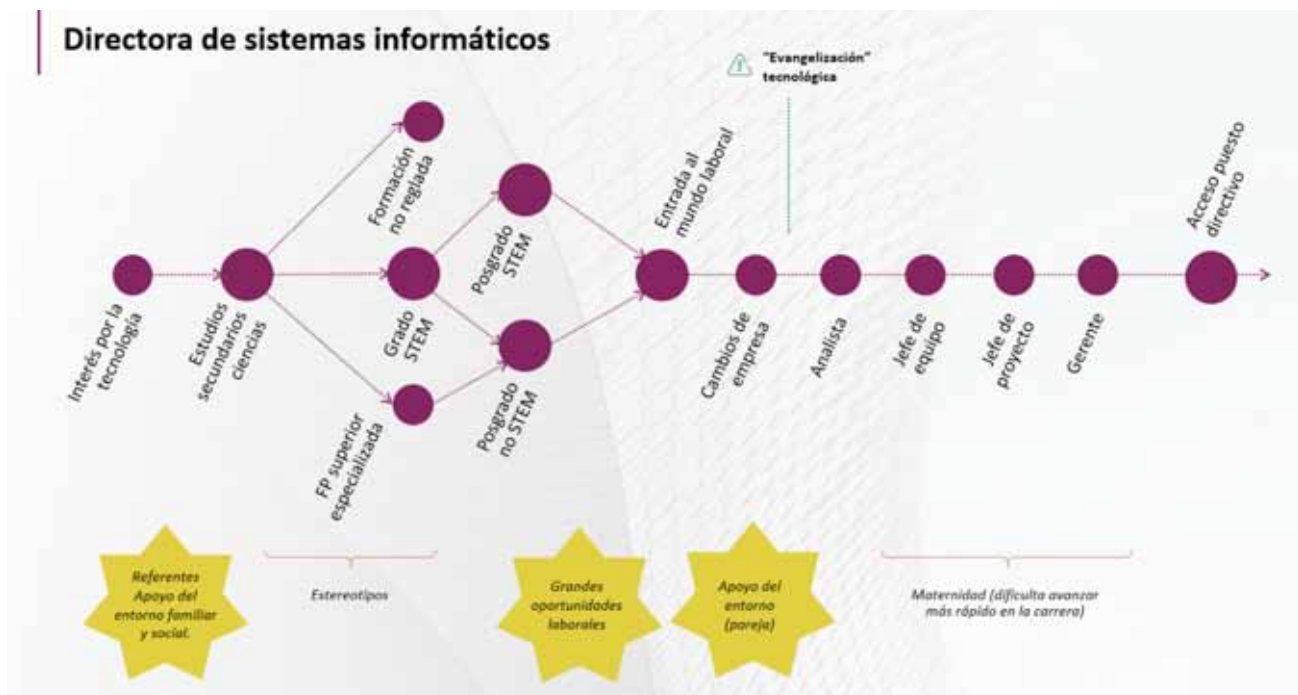 Directora de sistemas informáticos
"Evangelización"
tecnológica
Interés por la
tecnología
Estudios
secundarios
ciencias
Formación
no reglada
Grado
STEM
FP superior
especializada
Posgrado
STEM
Posgrado
no STEM
Entrada al
mundo laboral
Cambios de
empresa
Analista
Jefe de
equipo
Jefe de
proyecto
Gerente
Acceso puesto
directivo
Referentes
Apoyo del
entorno familiar
y social.
Estereotipos
Grandes
oportunidades
laborales
Apoyo del
entorno
(pareja)
Maternidad (dificulta avanzar
más rápido en la carrera)